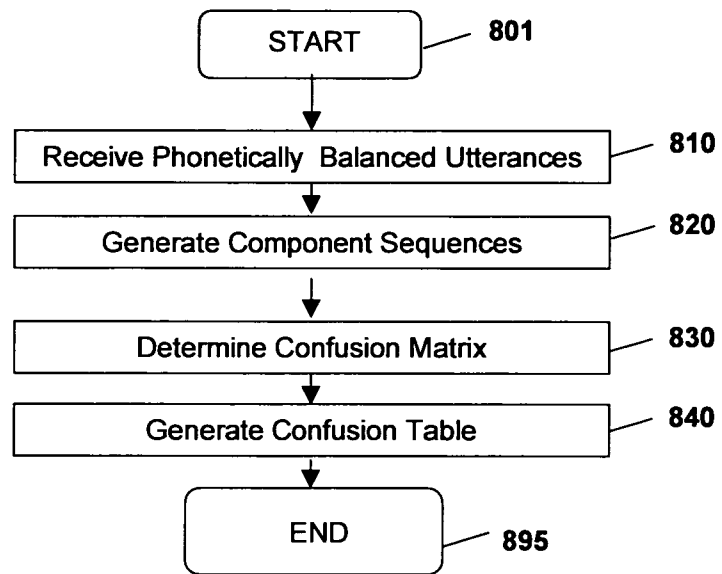 START 801
Receive Phonetically Balanced Utterances 810
Generate Component Sequences 820
Determine Confusion Matrix 830
Generate Confusion Table 840
END 895